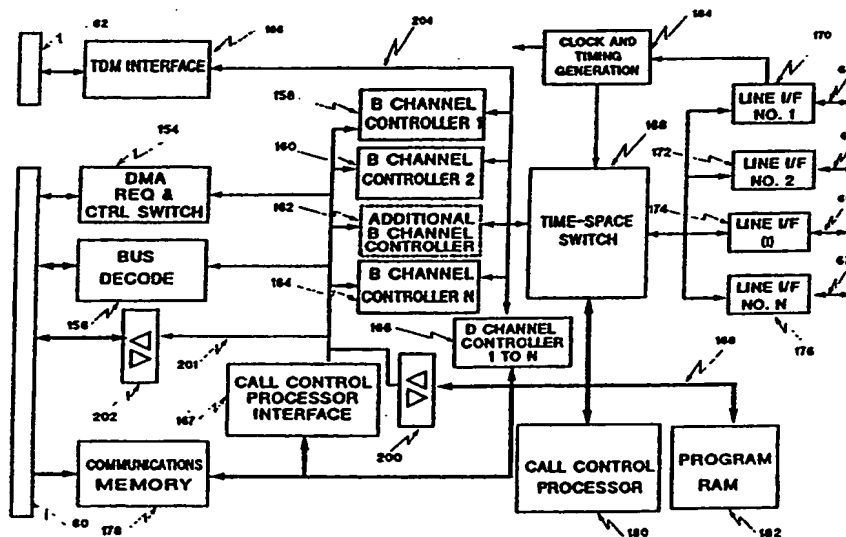 62
166
204
184
TDM INTERFACE
CLOCK AND
TIMING
GENERATION
170
158
B CHANNEL
CONTROLLER 1
LINE I/F
NO. 1
154
160
168
172
DMA
REQ &
CTRL SWITCH
B CHANNEL
CONTROLLER 2
LINE I/F
NO. 2
162
ADDITIONAL
B CHANNEL
CONTROLLER
TIME-SPACE
SWITCH
174
LINE I/F
(I)
BUS
DECODE
164
B CHANNEL
CONTROLLER N
LINE I/F
NO. N
156
201
166
D CHANNEL
CONTROLLER
1 TO N
176
202
CALL CONTROL
PROCESSOR
INTERFACE
167
200
COMMUNICATIONS
MEMORY
CALL CONTROL
PROCESSOR
PROGRAM
RAM
60
178
180
182